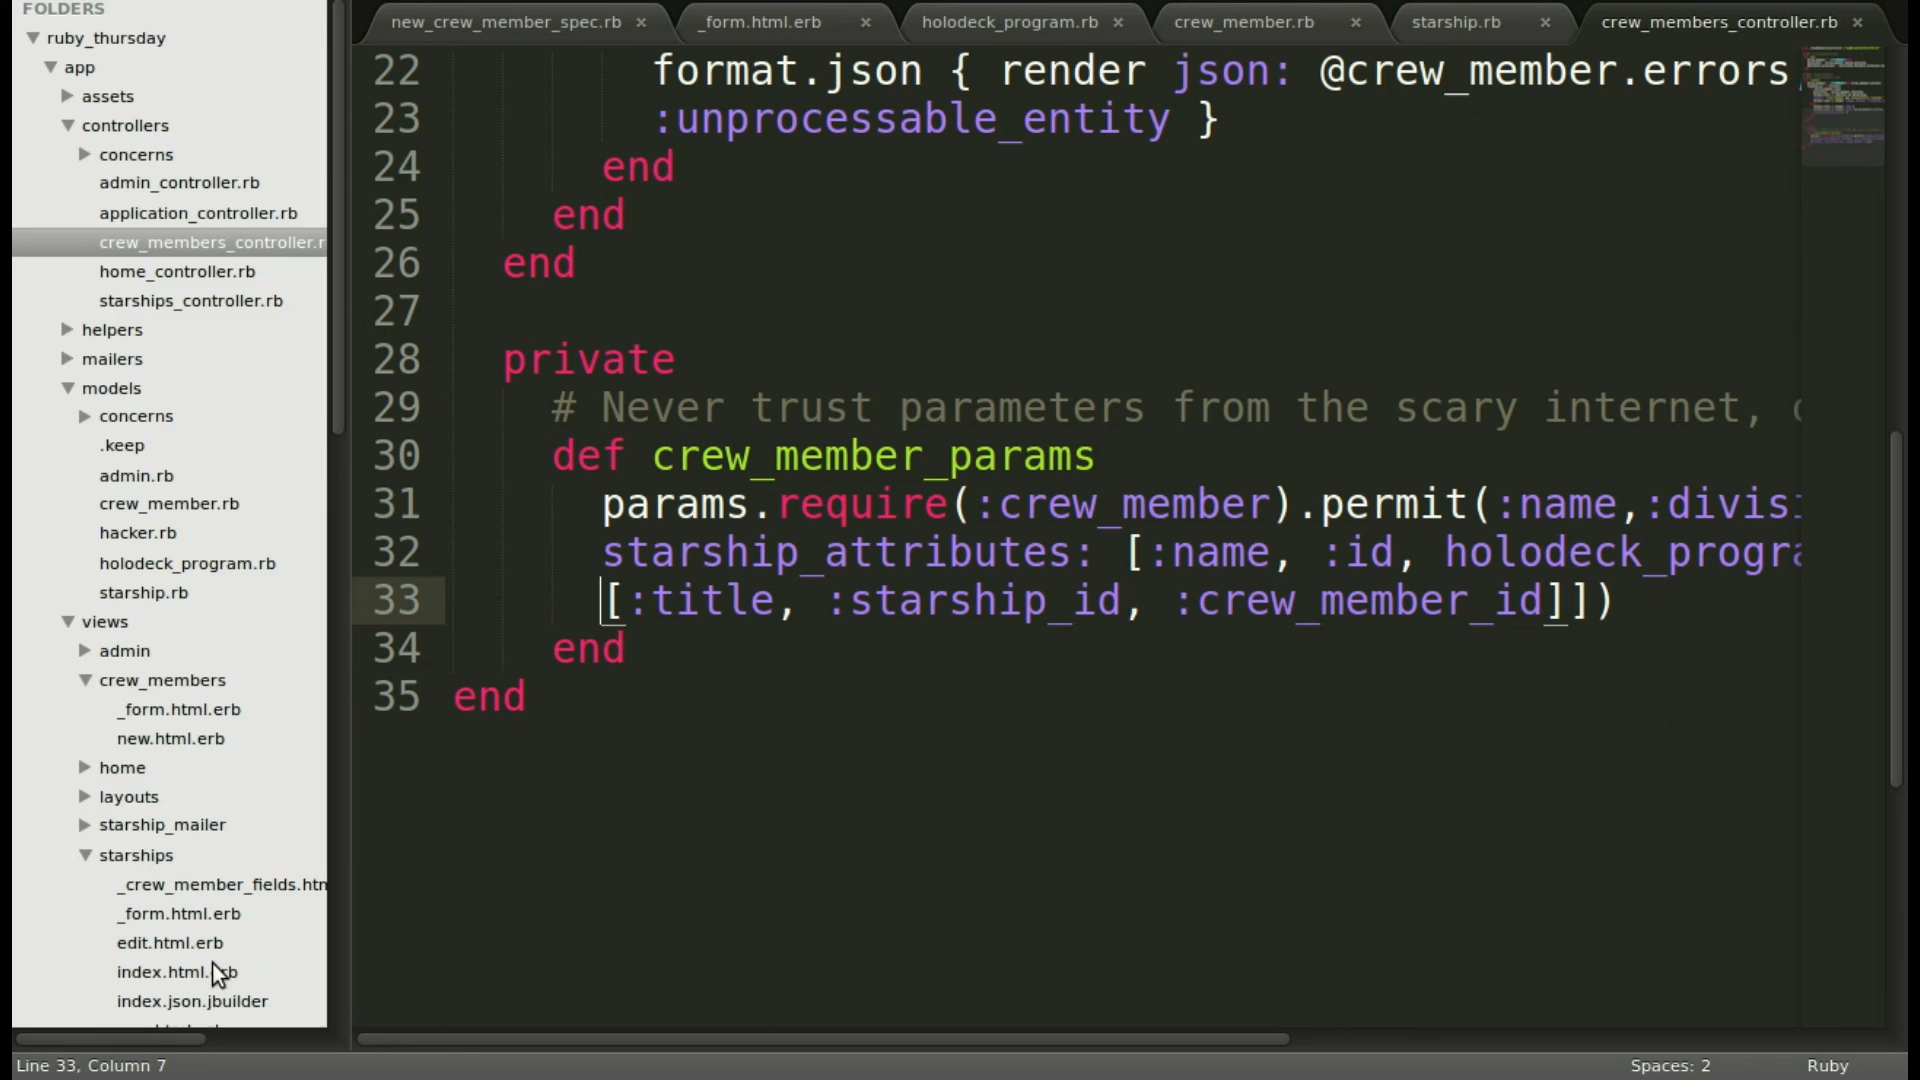 FOLDERS
ruby_thursday
app
assets
controllers
concerns
admin_controller.rb
application_controller.rb
crew_members_controller.r
home_controller.rb
starships_controller.rb
helpers
mailers
models
concerns
.keep
admin.rb
crew_member.rb
hacker.rb
holodeck_program.rb
starship.rb
views
admin
crew_members
_form.html.erb
new.html.erb
home
layouts
starship_mailer
starships
_crew_member_fields.htm
_form.html.erb
edit.html.erb
index.html.erb
index.json.jbuilder
new_crew_member_spec.rb
_form.html.erb
holodeck_program.rb
crew_member.rb
starship.rb
crew_members_controller.rb
22 format.json { render json: @crew_member.errors
23 :unprocessable_entity }
24 end
25 end
26 end
27
28 private
29 # Never trust parameters from the scary internet,
30 def crew_member_params
31 params.require(:crew_member).permit(:name,:divis
32 starship_attributes: [:name, :id, holodeck_progra
33 [:title, :starship_id, :crew_member_id]])
34 end
35 end
Line 33, Column 7
Spaces: 2
Ruby